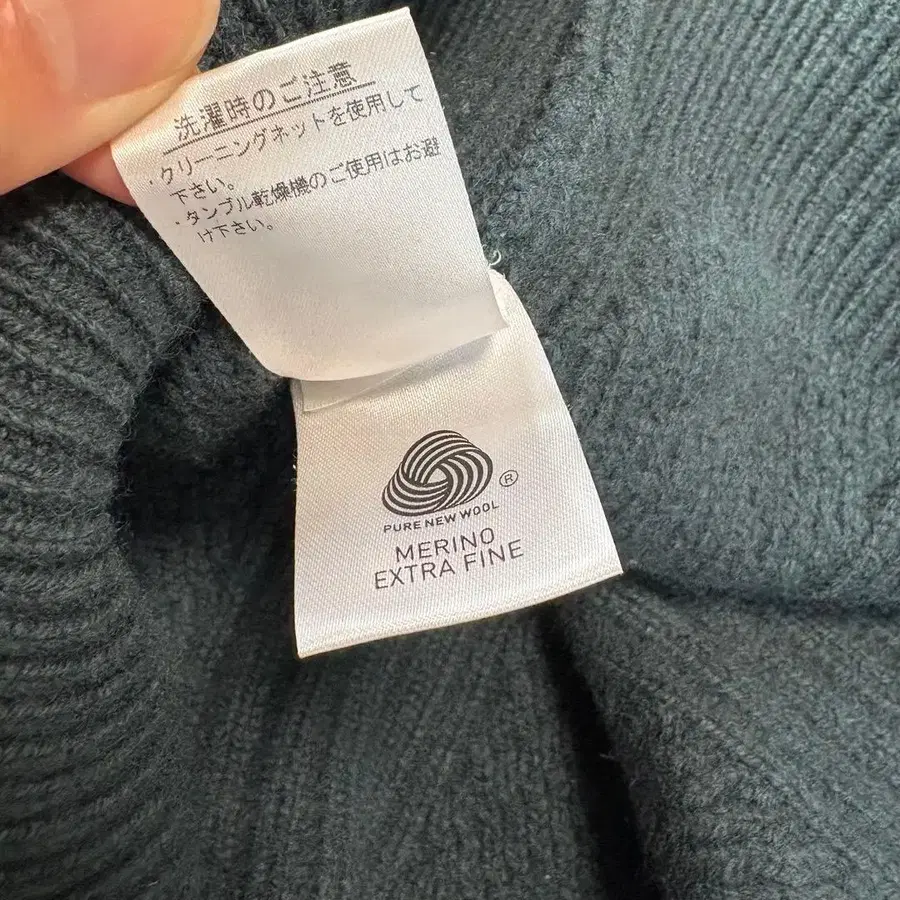 洗濯時のご注意
・クリーニングネットを使用して
下さい。
・タンブル乾燥機のご使用はお避
け下さい。
®
PURE NEW WOOL
MERINO
EXTRA FINE